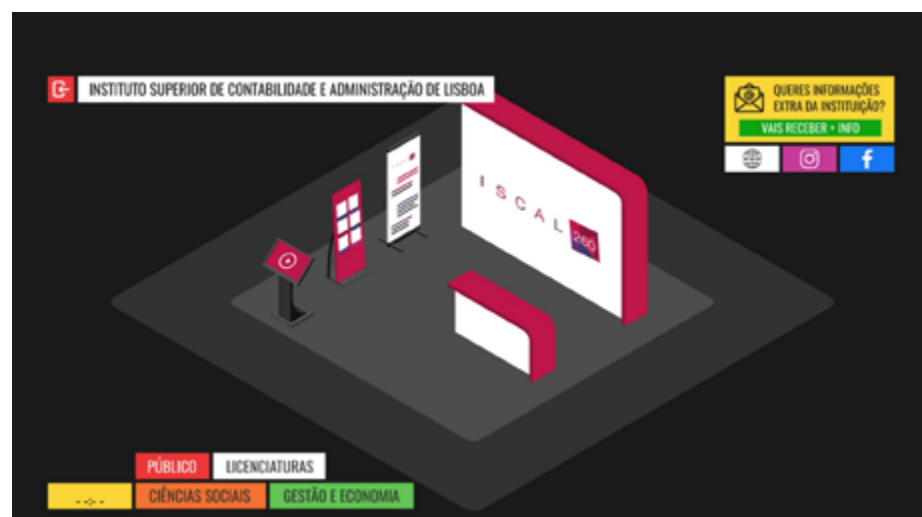 INSTITUTO SUPERIOR DE CONTABILIDADE E ADMINISTRAÇÃO DE LISBOA
QUERES INFORMAÇÕES
EXTRA DA INSTITUIÇÃO?
VAIS RECEBER + INFO
ISCAL 260
PÚBLICO
LICENCIATURAS
--:--
CIÊNCIAS SOCIAIS
GESTÃO E ECONOMIA